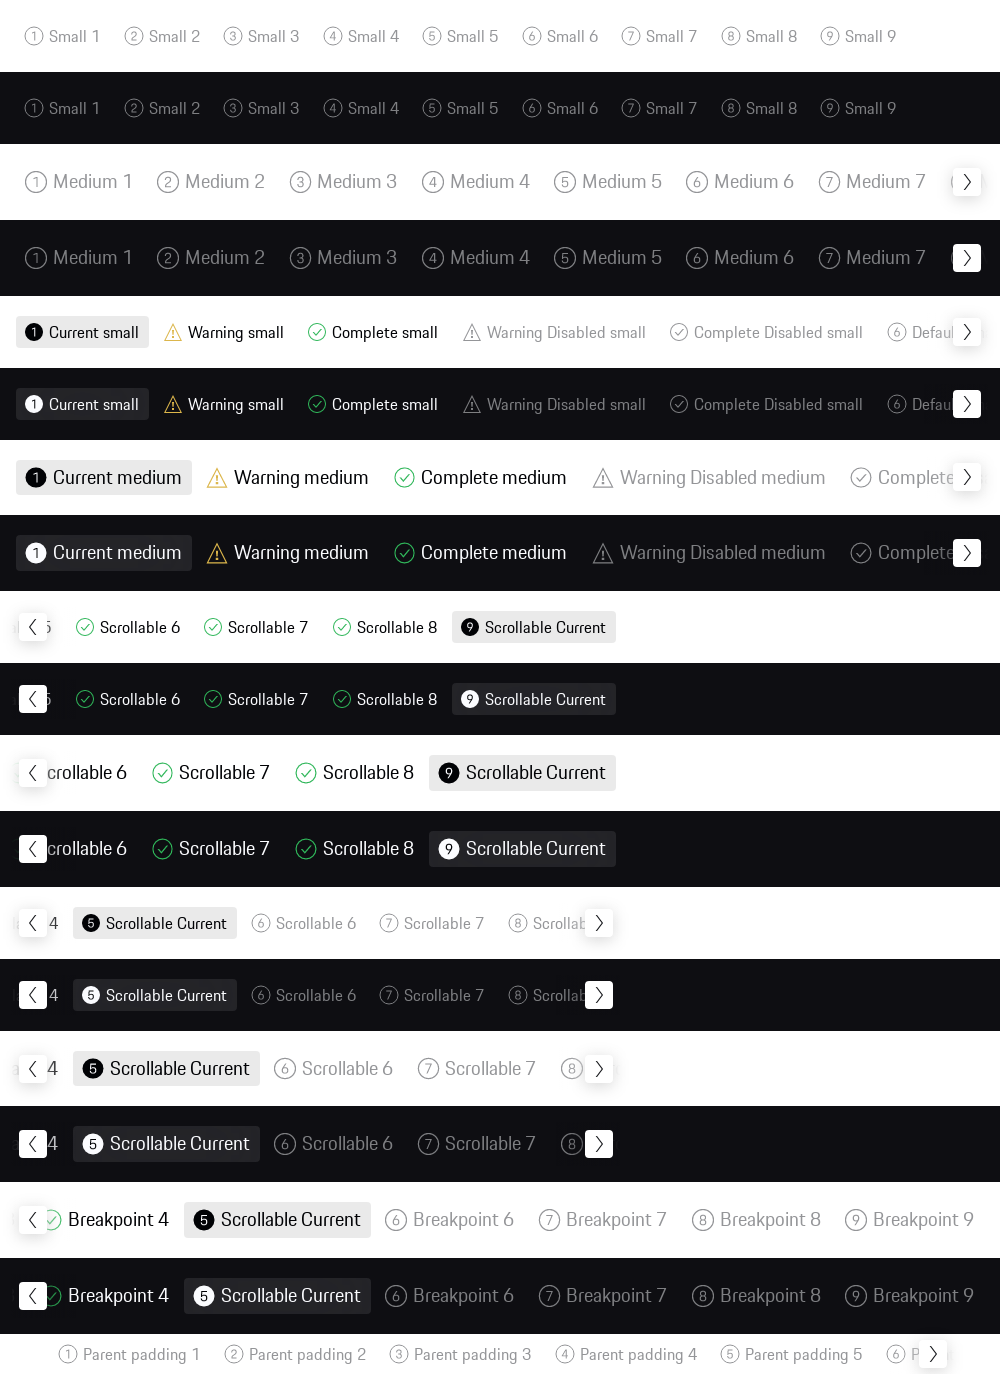 1 Small 1 2 Small 2 3 Small 3 4 Small 4 5 Small 5 6 Small 6 7 Small 7 8 Small 8 9 Small 9
1 Small 1 2 Small 2 3 Small 3 4 Small 4 5 Small 5 6 Small 6 7 Small 7 8 Small 8 9 Small 9
1 Medium 1 2 Medium 2 3 Medium 3 4 Medium 4 5 Medium 5 6 Medium 6 7 Medium 7
1 Medium 1 2 Medium 2 3 Medium 3 4 Medium 4 5 Medium 5 6 Medium 6 7 Medium 7
1 Current small Warning small Complete small Warning Disabled small Complete Disabled small 6 Defau
1 Current small Warning small Complete small Warning Disabled small Complete Disabled small 6 Defau
1 Current medium Warning medium Complete medium Warning Disabled medium Complete
1 Current medium Warning medium Complete medium Warning Disabled medium Complete
5 Scrollable 6 Scrollable 7 Scrollable 8 9 Scrollable Current
5 Scrollable 6 Scrollable 7 Scrollable 8 9 Scrollable Current
crollable 6 Scrollable 7 Scrollable 8 9 Scrollable Current
crollable 6 Scrollable 7 Scrollable 8 9 Scrollable Current
4 5 Scrollable Current 6 Scrollable 6 7 Scrollable 7 8 Scrollab
4 5 Scrollable Current 6 Scrollable 6 7 Scrollable 7 8 Scrollab
4 5 Scrollable Current 6 Scrollable 6 7 Scrollable 7 8
4 5 Scrollable Current 6 Scrollable 6 7 Scrollable 7 8
Breakpoint 4 5 Scrollable Current 6 Breakpoint 6 7 Breakpoint 7 8 Breakpoint 8 9 Breakpoint 9
Breakpoint 4 5 Scrollable Current 6 Breakpoint 6 7 Breakpoint 7 8 Breakpoint 8 9 Breakpoint 9
1 Parent padding 1 2 Parent padding 2 3 Parent padding 3 4 Parent padding 4 5 Parent padding 5 6 P